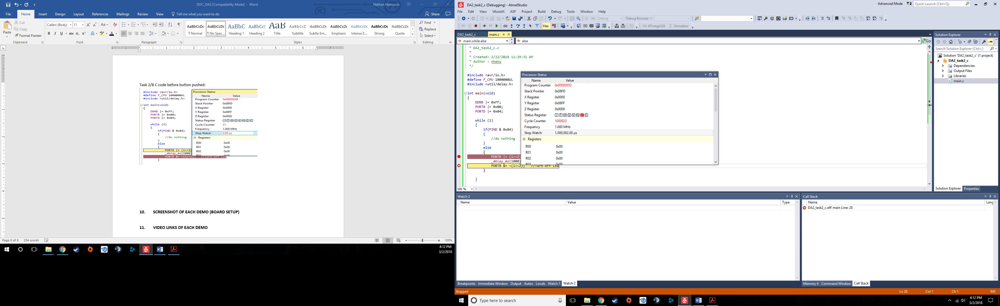 DOC_DA2 [Compatibility Mode] - Word
Nathan Hanuscin
File Home Insert Design Layout References Mailings Review View Tell me what you want to do Share
Paste Cut Copy Format Painter Clipboard
Calibri (Body) 11 Font
Paragraph
AaBbCcDc ¶ Normal
AaBbCcDc ¶ No Spac...
AaBbC Heading 1
AaBbCcI Heading 2
AaB Title
AaBbCcD Subtitle
AaBbCcDc Subtle Em...
AaBbCcDc Emphasis
AaBbCcDc Intense E...
AaBbCcDc Strong
AaBbCcDc Quote
Styles
Find
Replace
Select
Editing
Task 2/B C code before button pushed:
#include <avr/io.h>
#define F_CPU 1000000UL
#include <util/delay.h>
int main(void)
{
DDRB |= 0xFF;
PORTB |= 0x00;
PORTD |= 0x04;
while (1)
{
if(PIND & 0x04)
{
//do nothing
}
else
{
PORTB |= (1<<2)
_delay_ms(1000)
PORTB &= ~(1<<2); //Turn off LED
}
Processor Status
Name Value
Program Counter 0x00000048
Stack Pointer 0x08FD
X Register 0x0000
Y Register 0x08FF
Z Register 0x0000
Status Register I T H S V N Z C
Cycle Counter 21
Frequency 1.000 MHz
Stop Watch 0.00 µs
Registers
R00 0x00
R01 0x00
R02 0x00
R03 0x00
10. SCREENSHOT OF EACH DEMO (BOARD SETUP)
11. VIDEO LINKS OF EACH DEMO
Page 8 of 8 254 words 100%
4:12 PM
3/2/2018
DA2_task2_c (Debugging) - AtmelStudio
Advanced Mode 2 Quick Launch (Ctrl+Q)
File Edit View VAssistX ASF Project Build Debug Tools Window Help
Debug Debug Browser
Hex ATmega328 Simulator
DA2_task2_c main.c
main.while.else else Go
* DA2_task2_c.c
*
* Created: 2/22/2018 11:29:31 AM
* Author : nhanu
*/
#include <avr/io.h>
#define F_CPU 1000000UL
#include <util/delay.h>
int main(void)
{
DDRB |= 0xFF;
PORTB |= 0x00;
PORTD |= 0x04;
while (1)
{
if(PIND & 0x04)
{
//do nothing
}
else
{
PORTB |= (1<<2)
_delay_ms(1000)
PORTB &= ~(1<<2); //Turn off LED
}
}
100 %
Processor Status
Name Value
Program Counter 0x00000052
Stack Pointer 0x08FD
X Register 0x0000
Y Register 0x08FF
Z Register 0x0000
Status Register I T H S V N Z C
Cycle Counter 1000023
Frequency 1.000 MHz
Stop Watch 1,000,002.00 µs
Registers
R00 0x00
R01 0x00
R02 0x00
R03 0x00
Solution Explorer
Search Solution Explorer (Ctrl+;)
Solution 'DA2_task2_c' (1 project)
DA2_task2_c
Dependencies
Output Files
Libraries
main.c
Solution Explorer Properties
Watch 2
Name Value Type
Call Stack
Name Lang
DA2_task2_c.elf! main Line: 28
Breakpoints Immediate Window Output Autos Locals Watch 1 Watch 2
Memory 4 Command Window Call Stack
Stopped Ln 28 Col 1 Ch 1 INS
Type here to search
4:12 PM
3/2/2018